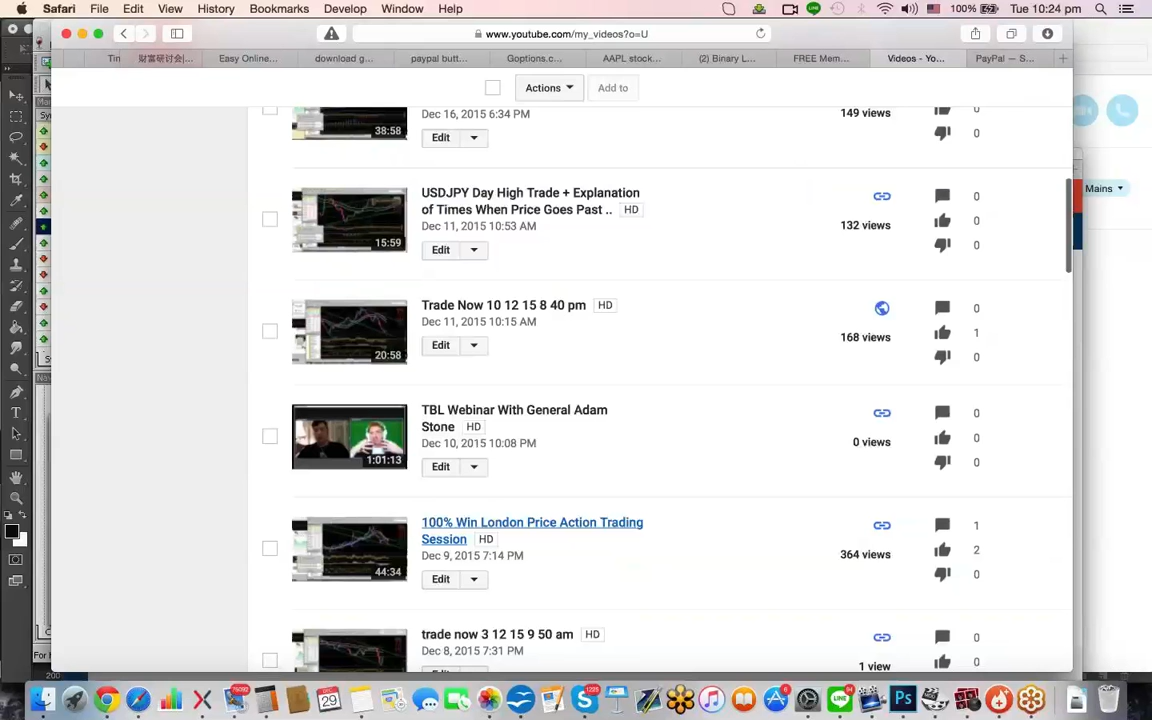 Safari File Edit View History Bookmarks Develop Window Help 100% Tue 10:24 pm
www.youtube.com/my_videos?o=U
Tin 财富研讨会|... Easy Online... download g... paypal butt... Goptions.c... AAPL stock... (2) Binary L... FREE Mem... Videos - Yo... PayPal — S...
Actions Add to
Dec 16, 2015 6:34 PM
149 views
0
38:58
Edit
0
USDJPY Day High Trade + Explanation
of Times When Price Goes Past .. HD
Dec 11, 2015 10:53 AM
132 views
15:59
Edit
0
0
0
Trade Now 10 12 15 8 40 pm HD
Dec 11, 2015 10:15 AM
168 views
20:58
Edit
0
1
0
TBL Webinar With General Adam
Stone HD
Dec 10, 2015 10:08 PM
0 views
1:01:13
Edit
0
0
0
100% Win London Price Action Trading
Session HD
Dec 9, 2015 7:14 PM
364 views
44:34
Edit
1
2
0
trade now 3 12 15 9 50 am HD
Dec 8, 2015 7:31 PM
1 view
0
0
Mains
200